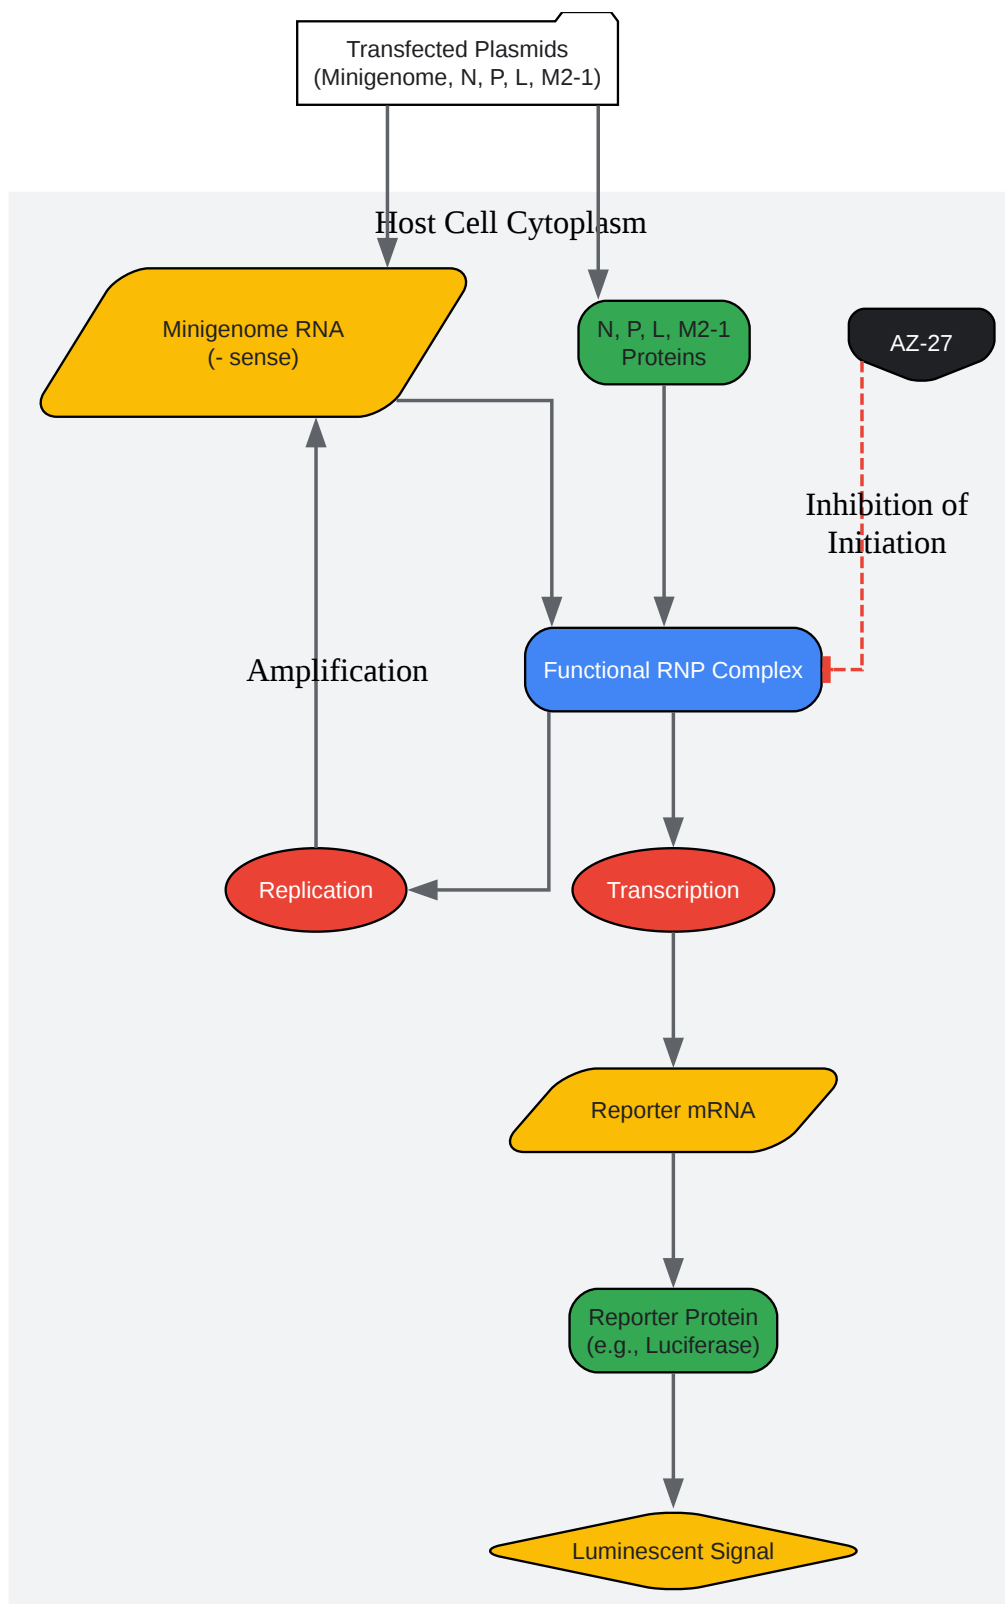 Transfected Plasmids
(Minigenome, N, P, L, M2-1)
Host Cell Cytoplasm
Minigenome RNA
(- sense)
N, P, L, M2-1
Proteins
AZ-27
Inhibition of
Initiation
Functional RNP Complex
Amplification
Replication
Transcription
Reporter mRNA
Reporter Protein
(e.g., Luciferase)
Luminescent Signal